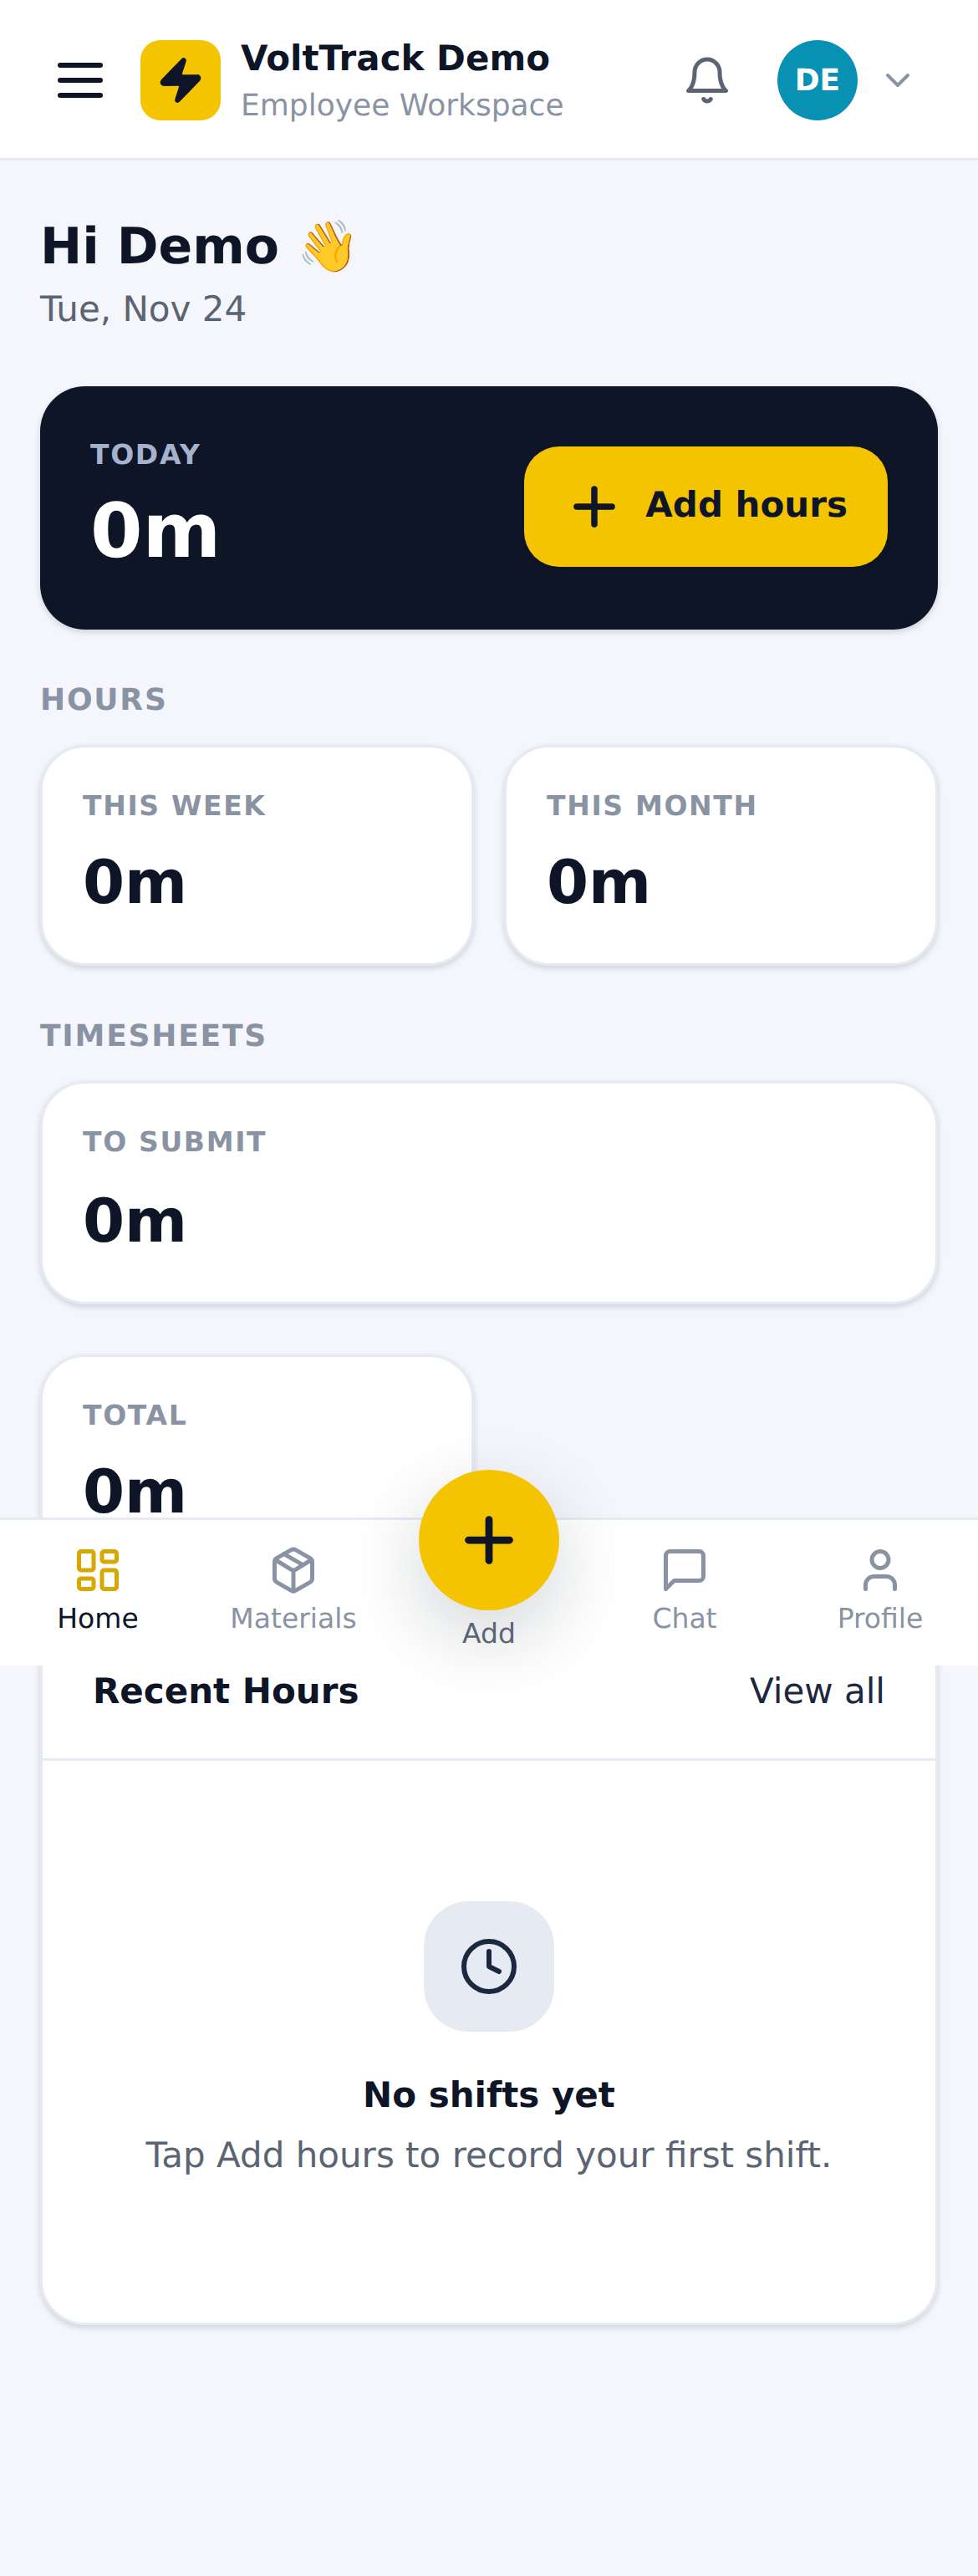 VoltTrack Demo
Employee Workspace
DE
Hi Demo 👋
Tue, Nov 24
TODAY
0m
Add hours
HOURS
THIS WEEK
0m
THIS MONTH
0m
TIMESHEETS
TO SUBMIT
0m
TOTAL
0m
Home
Materials
Add
Chat
Profile
Recent Hours
View all
No shifts yet
Tap Add hours to record your first shift.